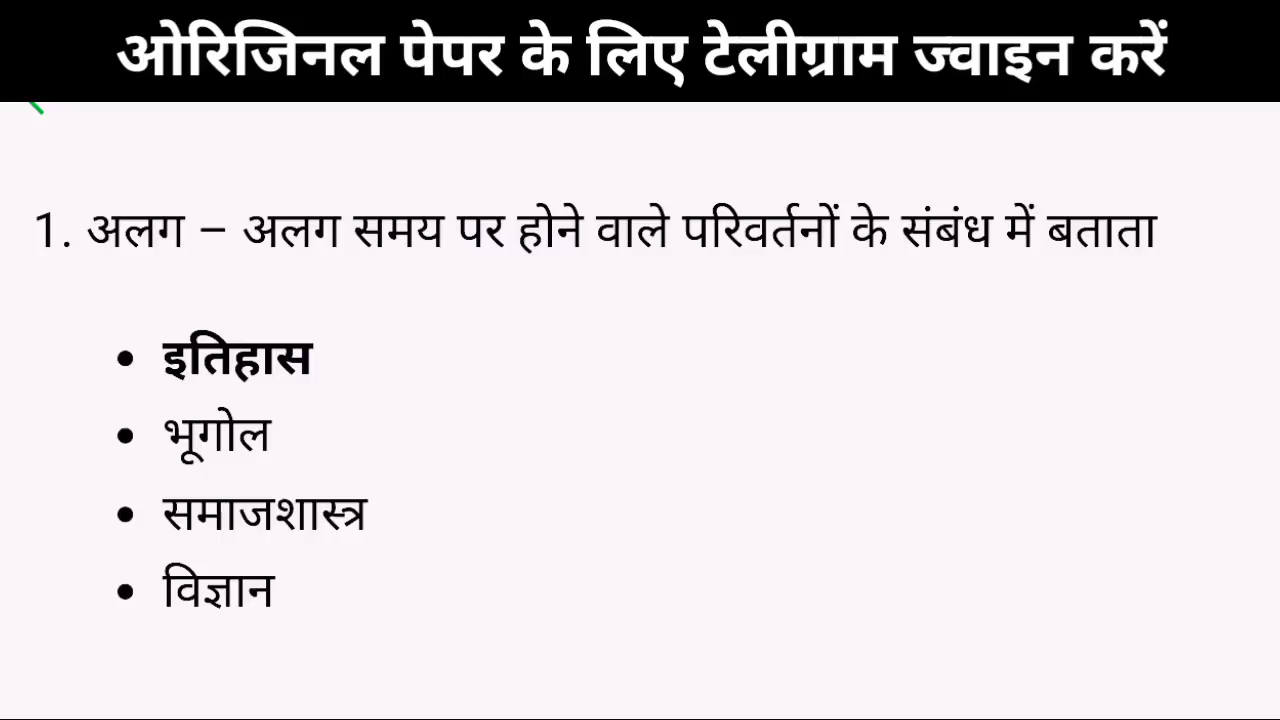 ओरिजिनल पेपर के लिए टेलीग्राम ज्वाइन करें
1. अलग – अलग समय पर होने वाले परिवर्तनों के संबंध में बताता
• इतिहास
• भूगोल
• समाजशास्त्र
• विज्ञान